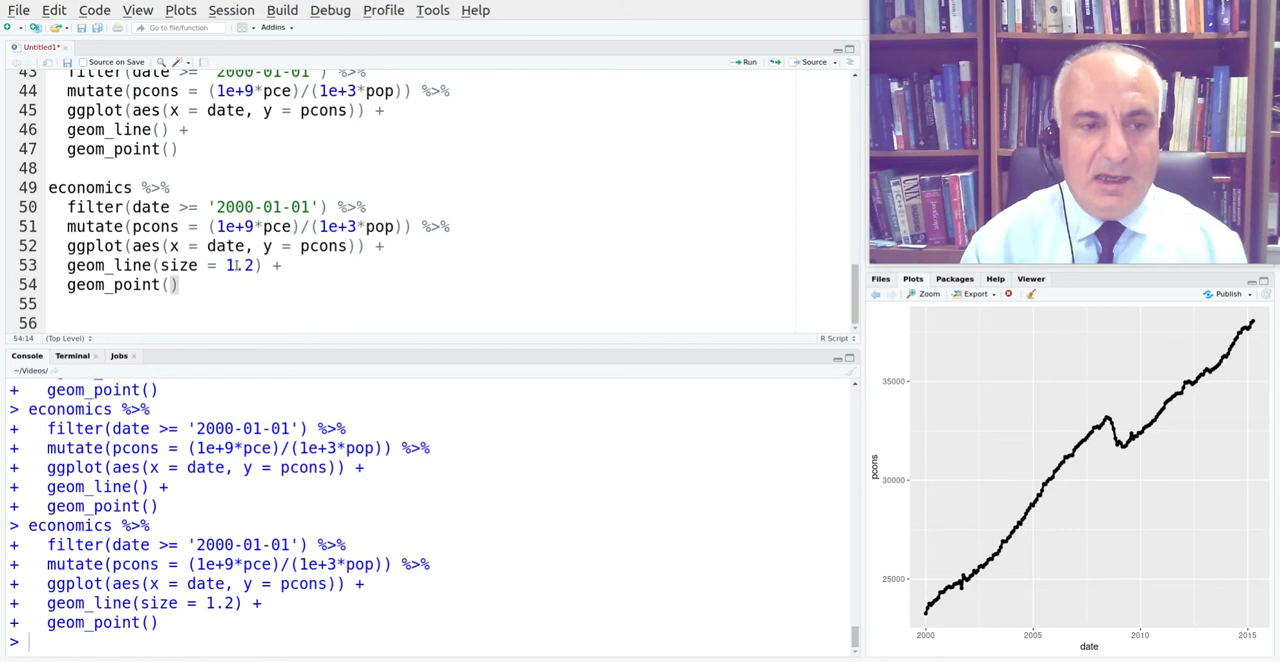 File Edit Code View Plots Session Build Debug Profile Tools Help
Go to file/function Addins
Untitled1*
Source on Save Run Source
43 filter(date >= '2000-01-01') %>%
44 mutate(pcons = (1e+9*pce)/(1e+3*pop)) %>%
45 ggplot(aes(x = date, y = pcons)) +
46 geom_line() +
47 geom_point()
48
49 economics %>%
50 filter(date >= '2000-01-01') %>%
51 mutate(pcons = (1e+9*pce)/(1e+3*pop)) %>%
52 ggplot(aes(x = date, y = pcons)) +
53 geom_line(size = 1.2) +
54 geom_point()
55
56
54:14 (Top Level) R Script
Console Terminal Jobs
~/Videos/
+ geom_point()
> economics %>%
+ filter(date >= '2000-01-01') %>%
+ mutate(pcons = (1e+9*pce)/(1e+3*pop)) %>%
+ ggplot(aes(x = date, y = pcons)) +
+ geom_line() +
+ geom_point()
> economics %>%
+ filter(date >= '2000-01-01') %>%
+ mutate(pcons = (1e+9*pce)/(1e+3*pop)) %>%
+ ggplot(aes(x = date, y = pcons)) +
+ geom_line(size = 1.2) +
+ geom_point()
>
UNIX
Files Plots Packages Help Viewer
Zoom Export Publish
35000
30000
25000
pcons
2000 2005 2010 2015
date